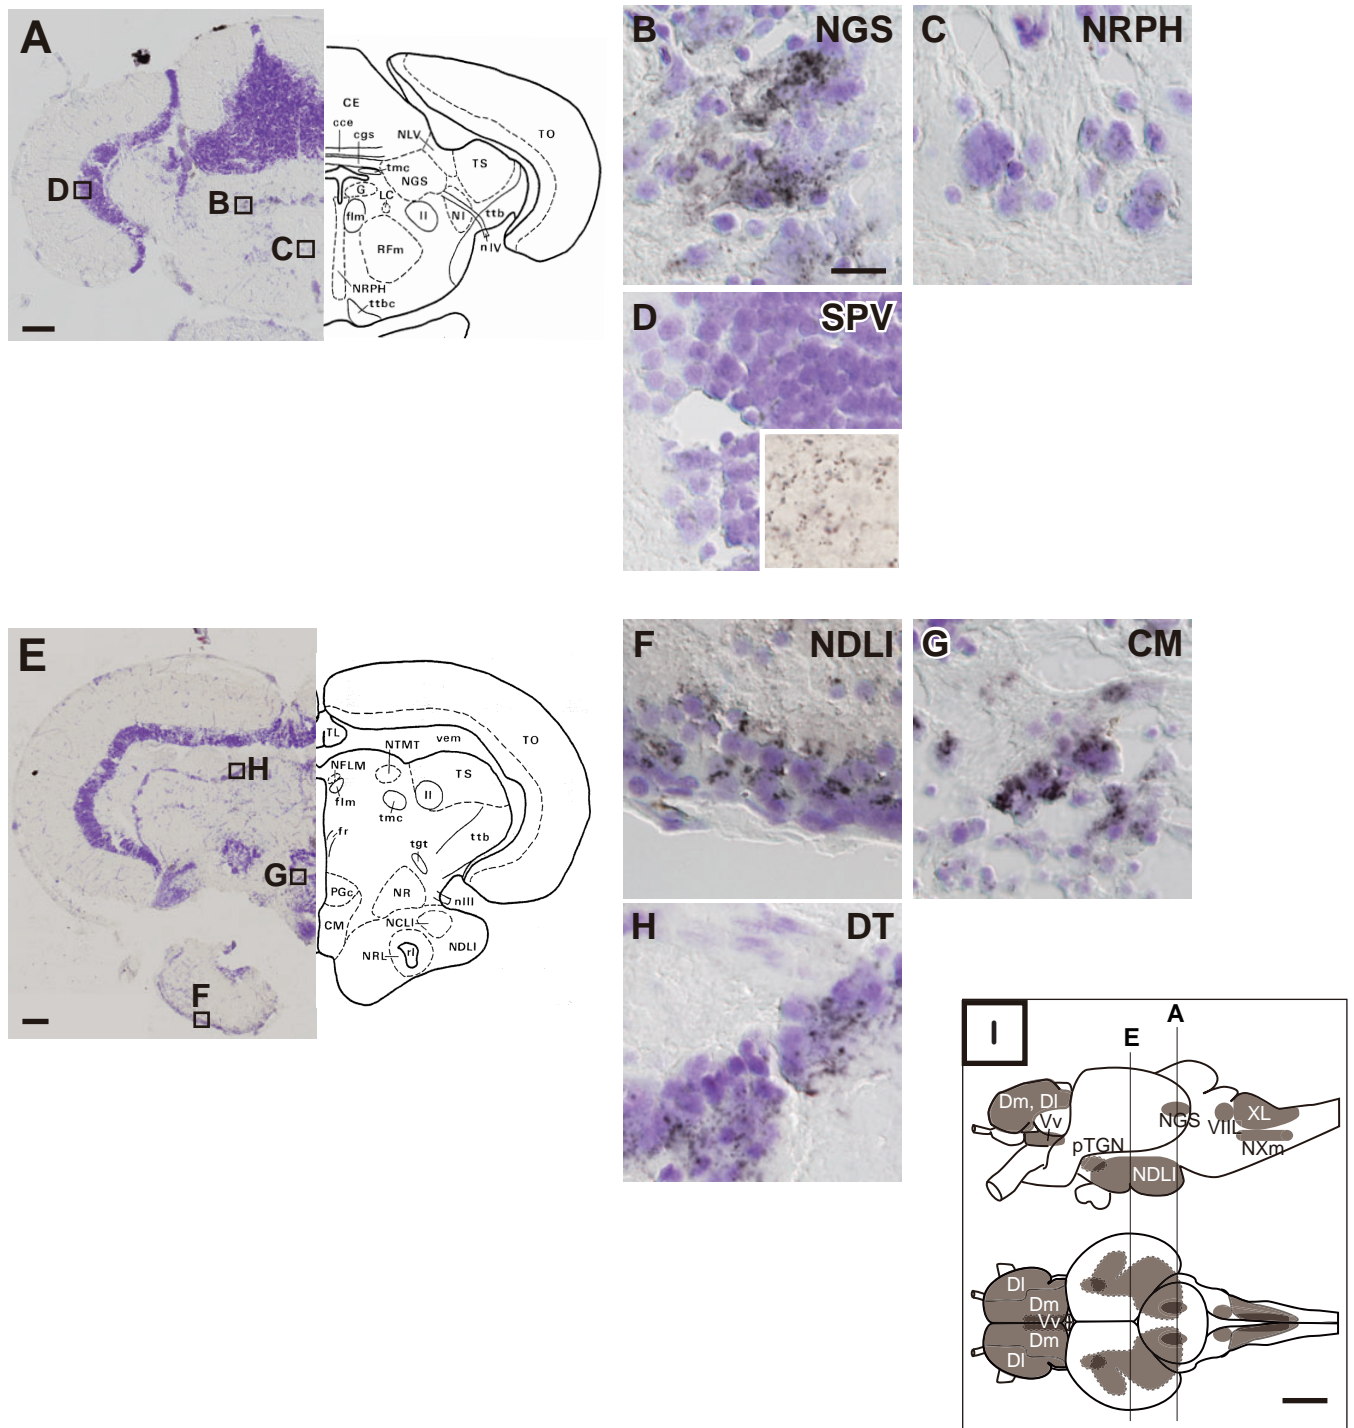 A
D
B
C
CE
cce
cgs
NLV
TO
TS
tmc
NGS
G
LC
flm
II
NI
ttb
RFm
nIV
NRPH
ttbc
B NGS
C NRPH
D SPV
E
H
G
F
TL
NTMT
vem
TO
NFLM
TS
flm
II
tmc
fr
tgt
ttb
PGc
NR
nIII
CM
NCLI
NRL
rl
NDLI
F NDLI
G CM
H DT
I
A
E
Dm, Dl
Vv
NGS
VIIL
XL
NXm
pTGN
NDLI
Dl
Dm
Vv
Dm
Dl